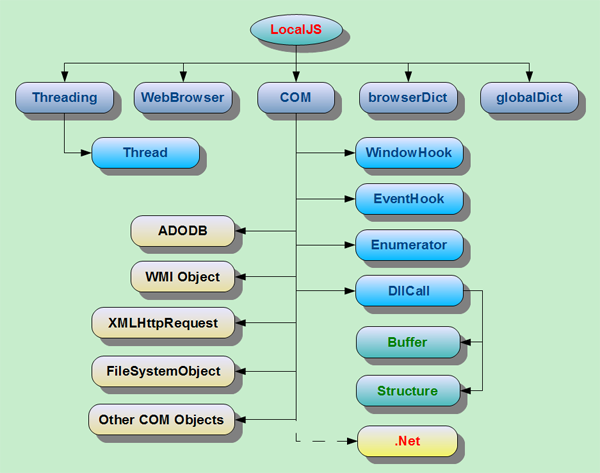 LocalJS
Threading
WebBrowser
COM
browserDict
globalDict
Thread
WindowHook
EventHook
ADODB
Enumerator
WMI Object
DllCall
XMLHttpRequest
Buffer
FileSystemObject
Structure
Other COM Objects
.Net